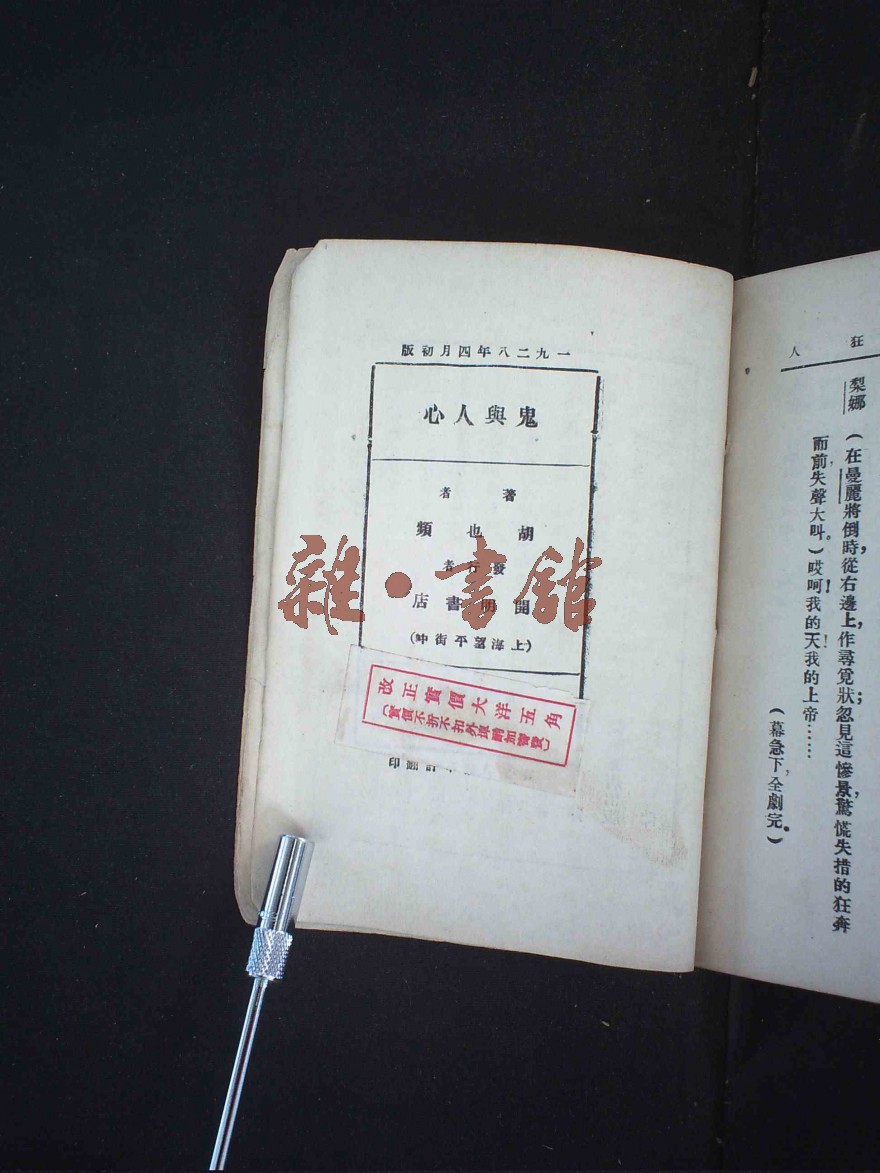 狂人
梨娜 (在曼麗將倒時，從右邊上，作尋覓狀；忽見這慘景，驚慌失措的狂奔
而前，失聲大叫。)哎呵！我的天！我的上帝……
(幕急下，全劇完。)
一九二八年四月初版
鬼與人心
著者
胡也頻
發行者
開明書店
(上海望平街中)
改正實價大洋五角
(實價不折不扣外埠酌加寄費)
翻印
雜·書館